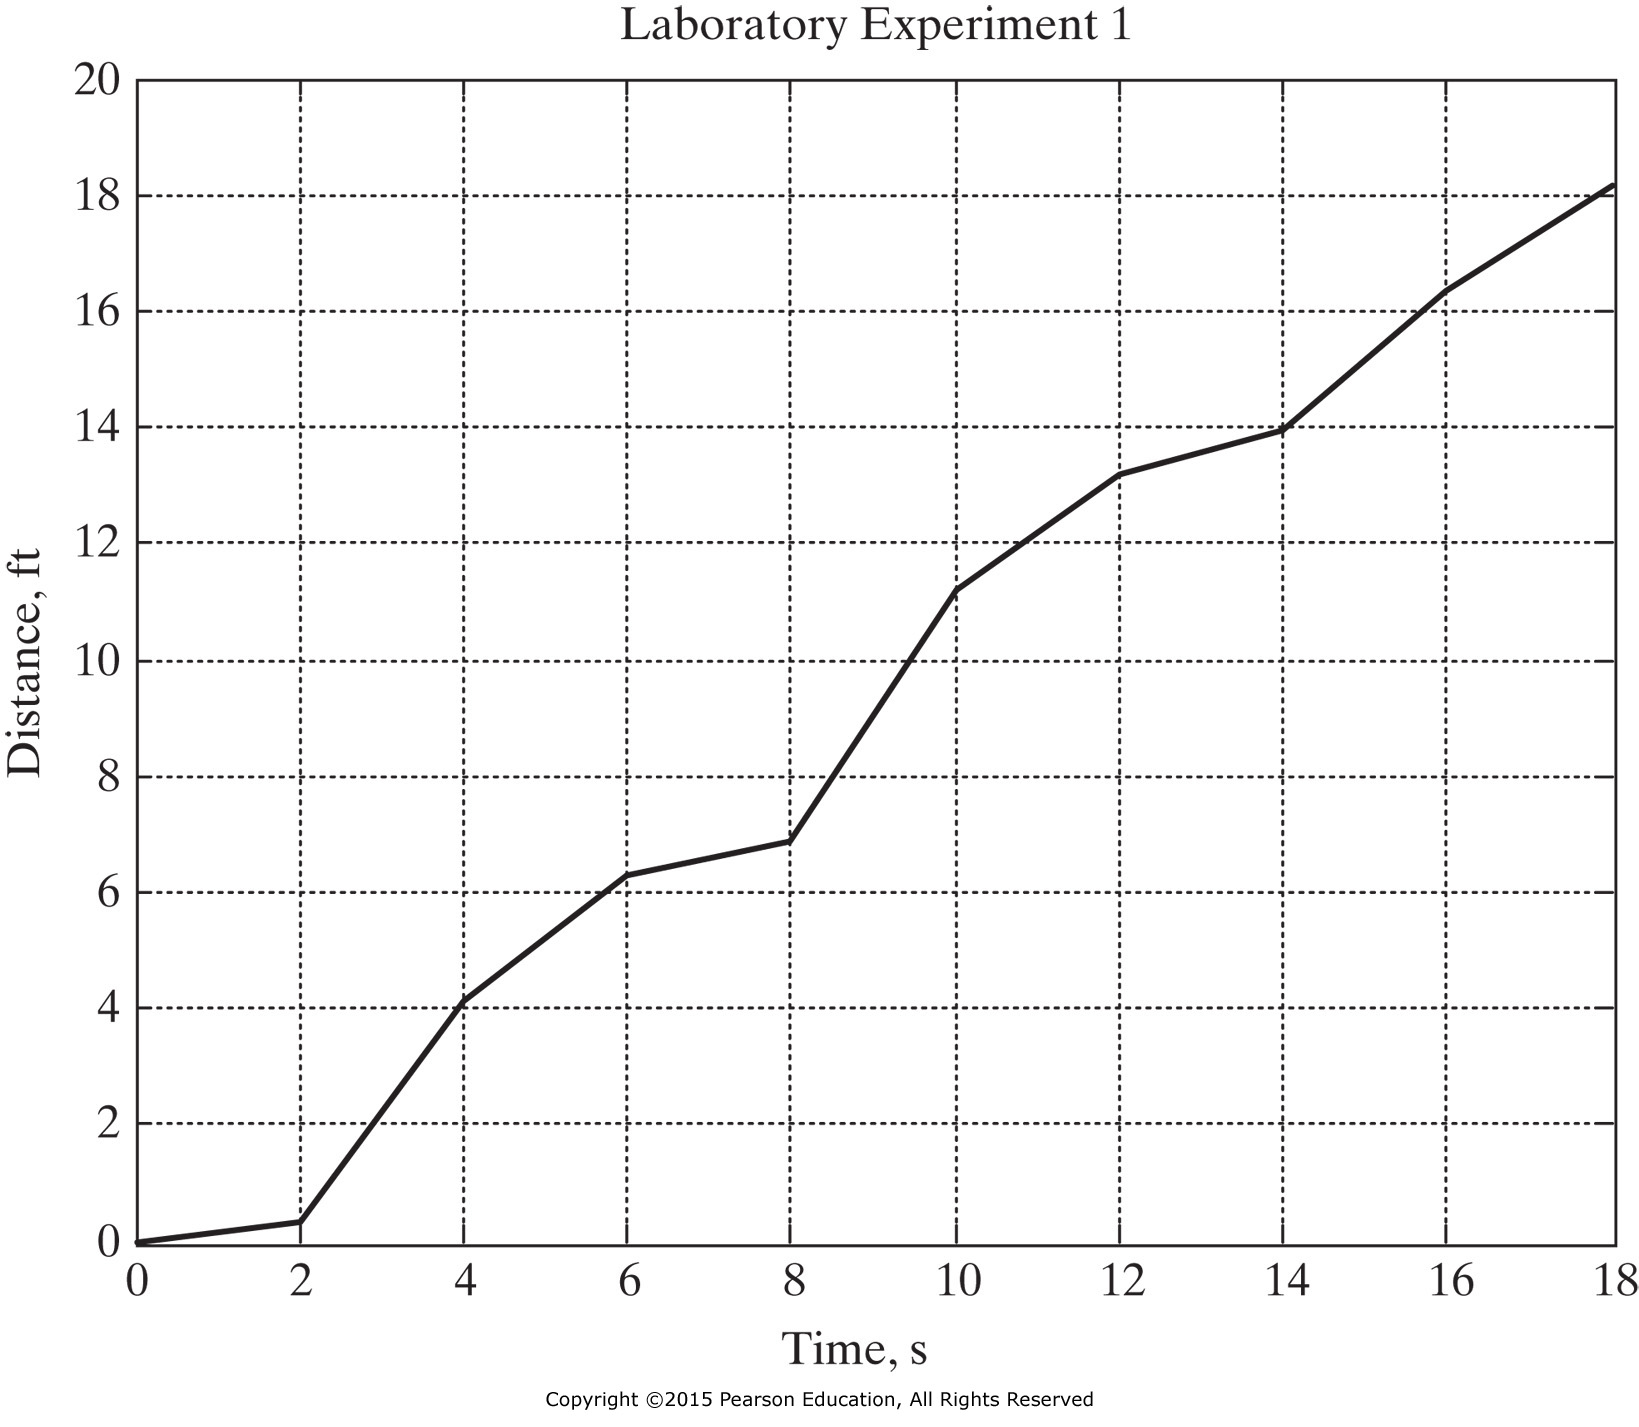 Laboratory Experiment 1
20
18
16
14
12
10
8
6
4
2
0
Distance, ft
0 2 4 6 8 10 12 14 16 18
Time, s
Copyright ©2015 Pearson Education, All Rights Reserved